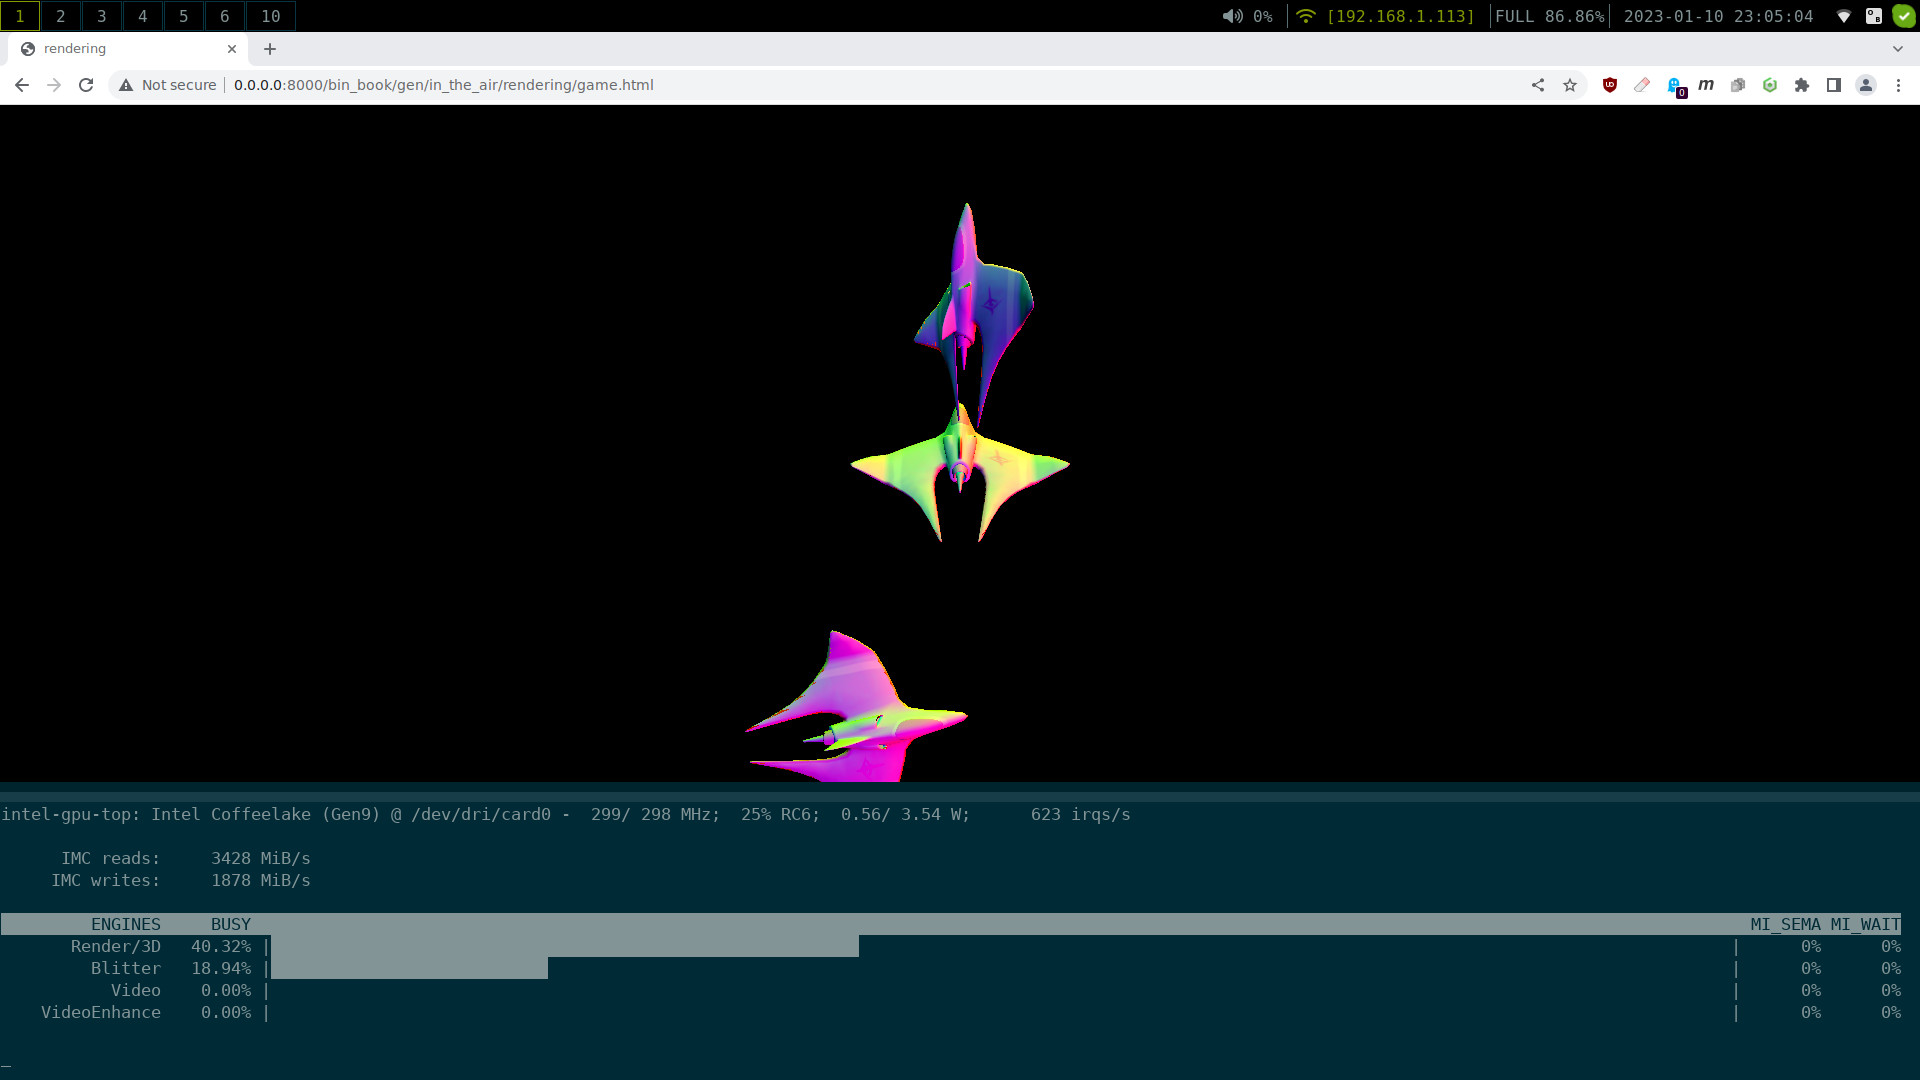 1 2 3 4 5 6 10 0% [192.168.1.113] FULL 86.86% 2023-01-10 23:05:04
rendering
Not secure 0.0.0.0:8000/bin_book/gen/in_the_air/rendering/game.html 0 m
intel-gpu-top: Intel Coffeelake (Gen9) @ /dev/dri/card0 - 299/ 298 MHz; 25% RC6; 0.56/ 3.54 W; 623 irqs/s
IMC reads: 3428 MiB/s
IMC writes: 1878 MiB/s
ENGINES BUSY MI_SEMA MI_WAIT
Render/3D 40.32% | | 0% 0%
Blitter 18.94% | | 0% 0%
Video 0.00% | | 0% 0%
VideoEnhance 0.00% | | 0% 0%